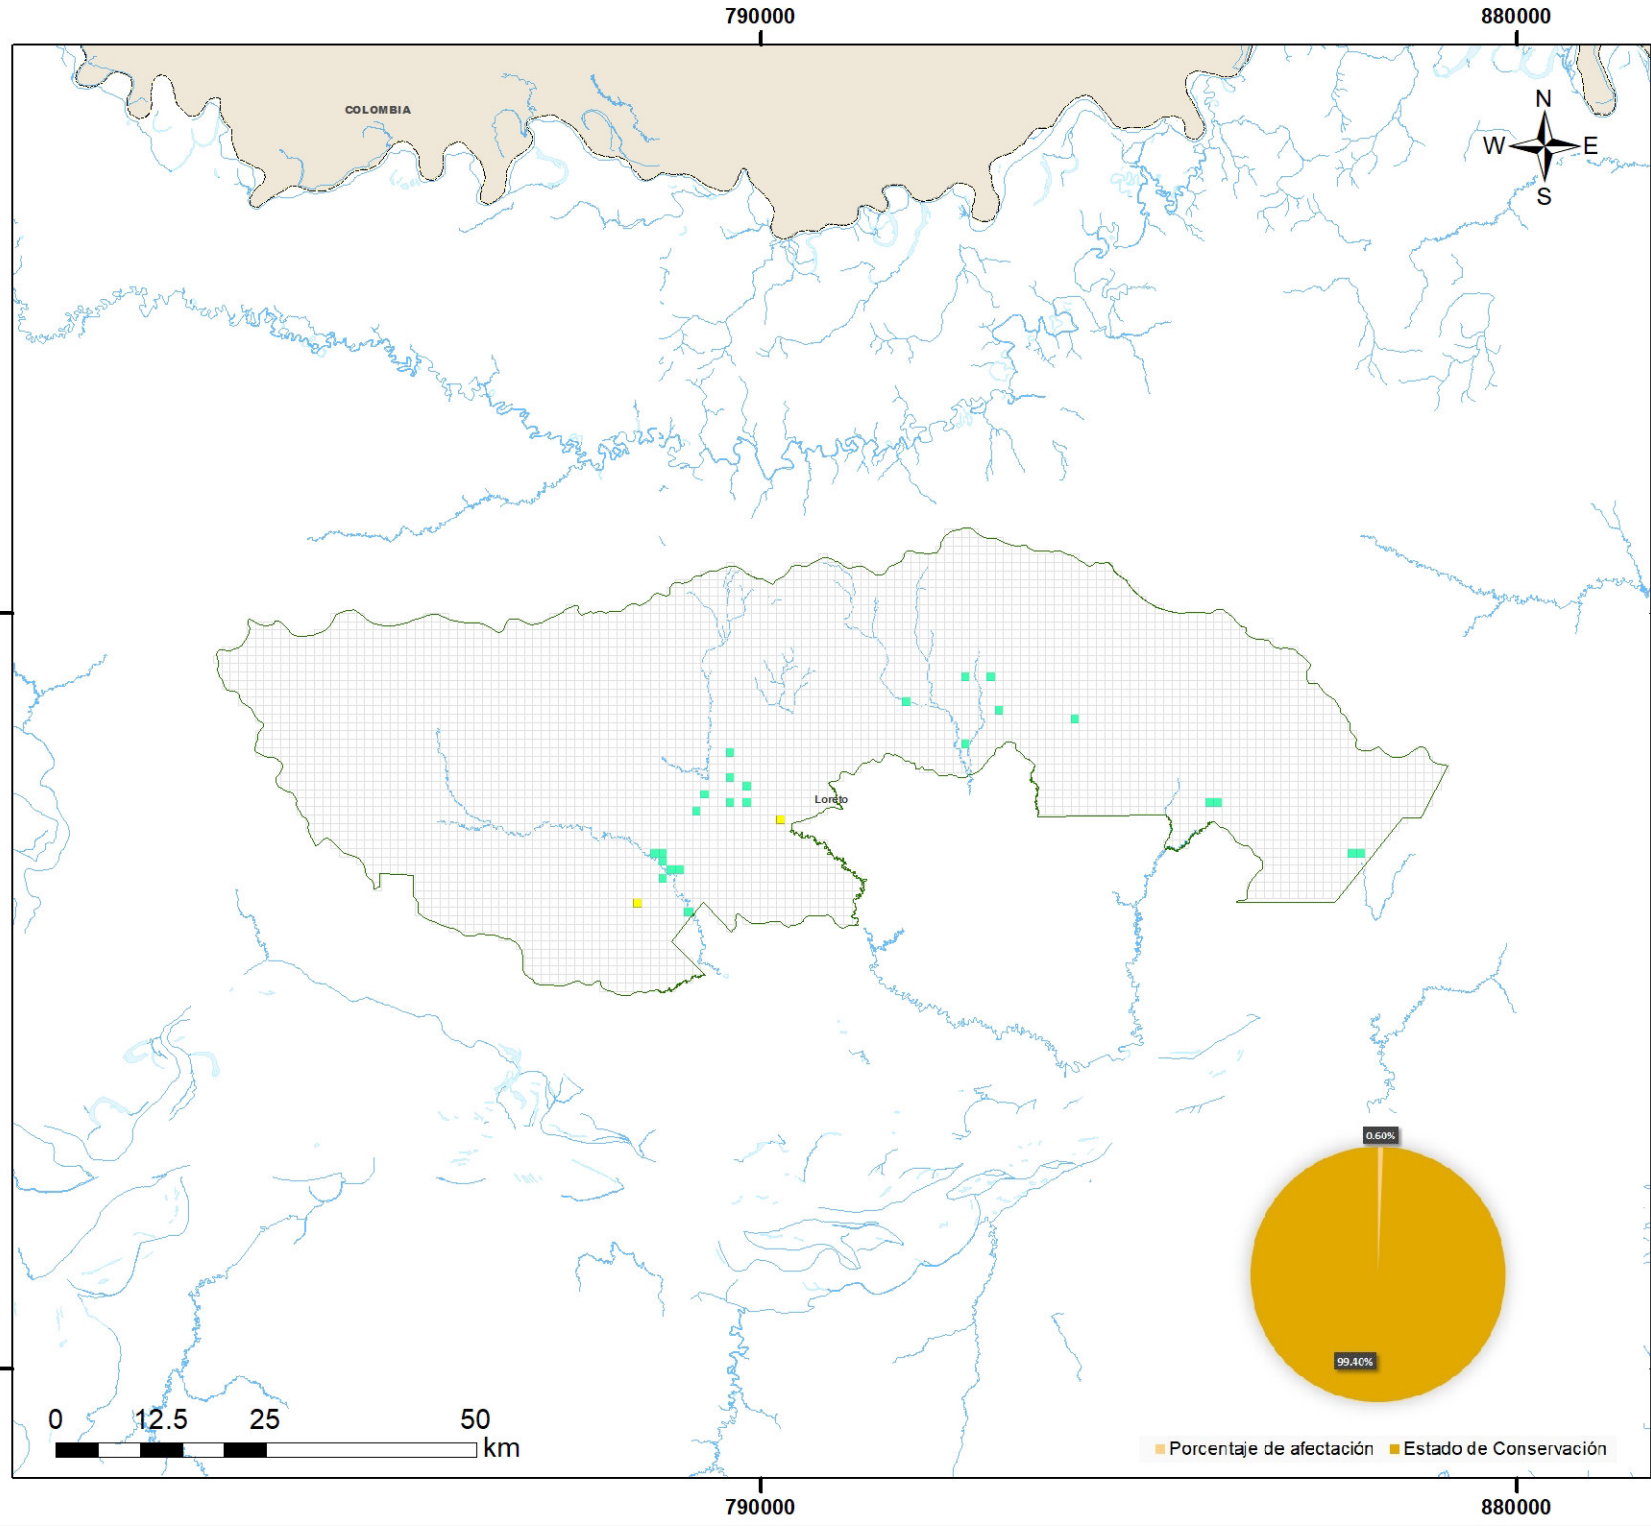 790000 880000
COLOMBIA
N
W E
S
Loreto
0.60%
99.40%
0 12.5 25 50
km
Porcentaje de afectación Estado de Conservación
790000 880000